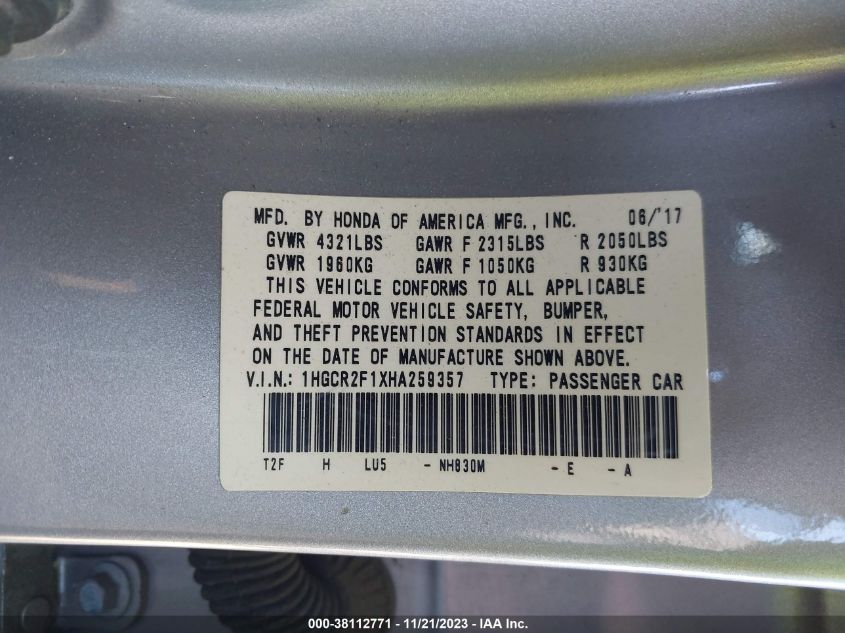 MFD. BY HONDA OF AMERICA MFG., INC. 06/'17
GVWR 4321LBS GAWR F 2315LBS R 2050LBS
GVWR 1960KG GAWR F 1050KG R 930KG
THIS VEHICLE CONFORMS TO ALL APPLICABLE
FEDERAL MOTOR VEHICLE SAFETY, BUMPER,
AND THEFT PREVENTION STANDARDS IN EFFECT
ON THE DATE OF MANUFACTURE SHOWN ABOVE.
V.I.N.: 1HGCR2F1XHA259357 TYPE: PASSENGER CAR
T2F H LU5 - NH830M - E - A
000-38112771 - 11/21/2023 - IAA Inc.